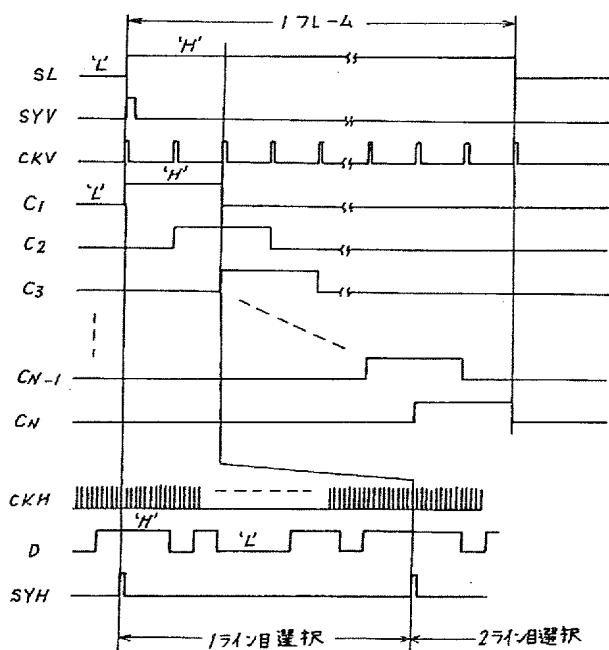 1フレーム
'H'
'L'
SL
SYV
CKV
'H'
'L'
C1
C2
C3
CN-1
CN
CKH
'H'
'L'
D
SYH
1ライン目選択
2ライン目選択